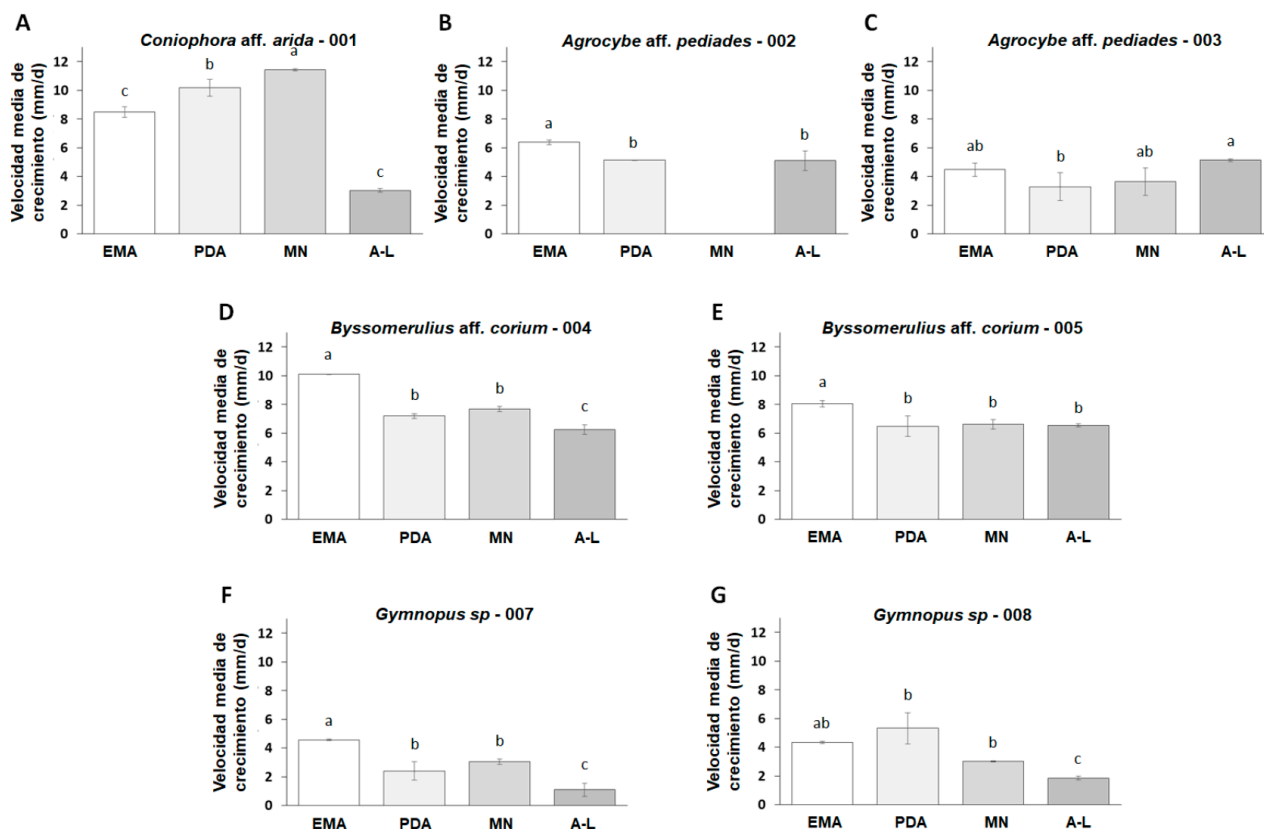 A
Coniophora aff. arida - 001
Velocidad media de
crecimiento (mm/d)
12
10
8
6
4
2
0
c
b
a
c
EMA PDA MN A-L
B
Agrocybe aff. pediades - 002
Velocidad media de
crecimiento (mm/d)
12
10
8
6
4
2
0
a
b
b
EMA PDA MN A-L
C
Agrocybe aff. pediades - 003
Velocidad media de
crecimiento (mm/d)
12
10
8
6
4
2
0
ab
b
ab
a
EMA PDA MN A-L
D
Byssomerulius aff. corium - 004
Velocidad media de
crecimiento (mm/d)
12
10
8
6
4
2
0
a
b
b
c
EMA PDA MN A-L
E
Byssomerulius aff. corium - 005
Velocidad media de
crecimiento (mm/d)
12
10
8
6
4
2
0
a
b
b
b
EMA PDA MN A-L
F
Gymnopus sp - 007
Velocidad media de
crecimiento (mm/d)
12
10
8
6
4
2
0
a
b
b
c
EMA PDA MN A-L
G
Gymnopus sp - 008
Velocidad media de
crecimiento (mm/d)
12
10
8
6
4
2
0
ab
b
b
c
EMA PDA MN A-L